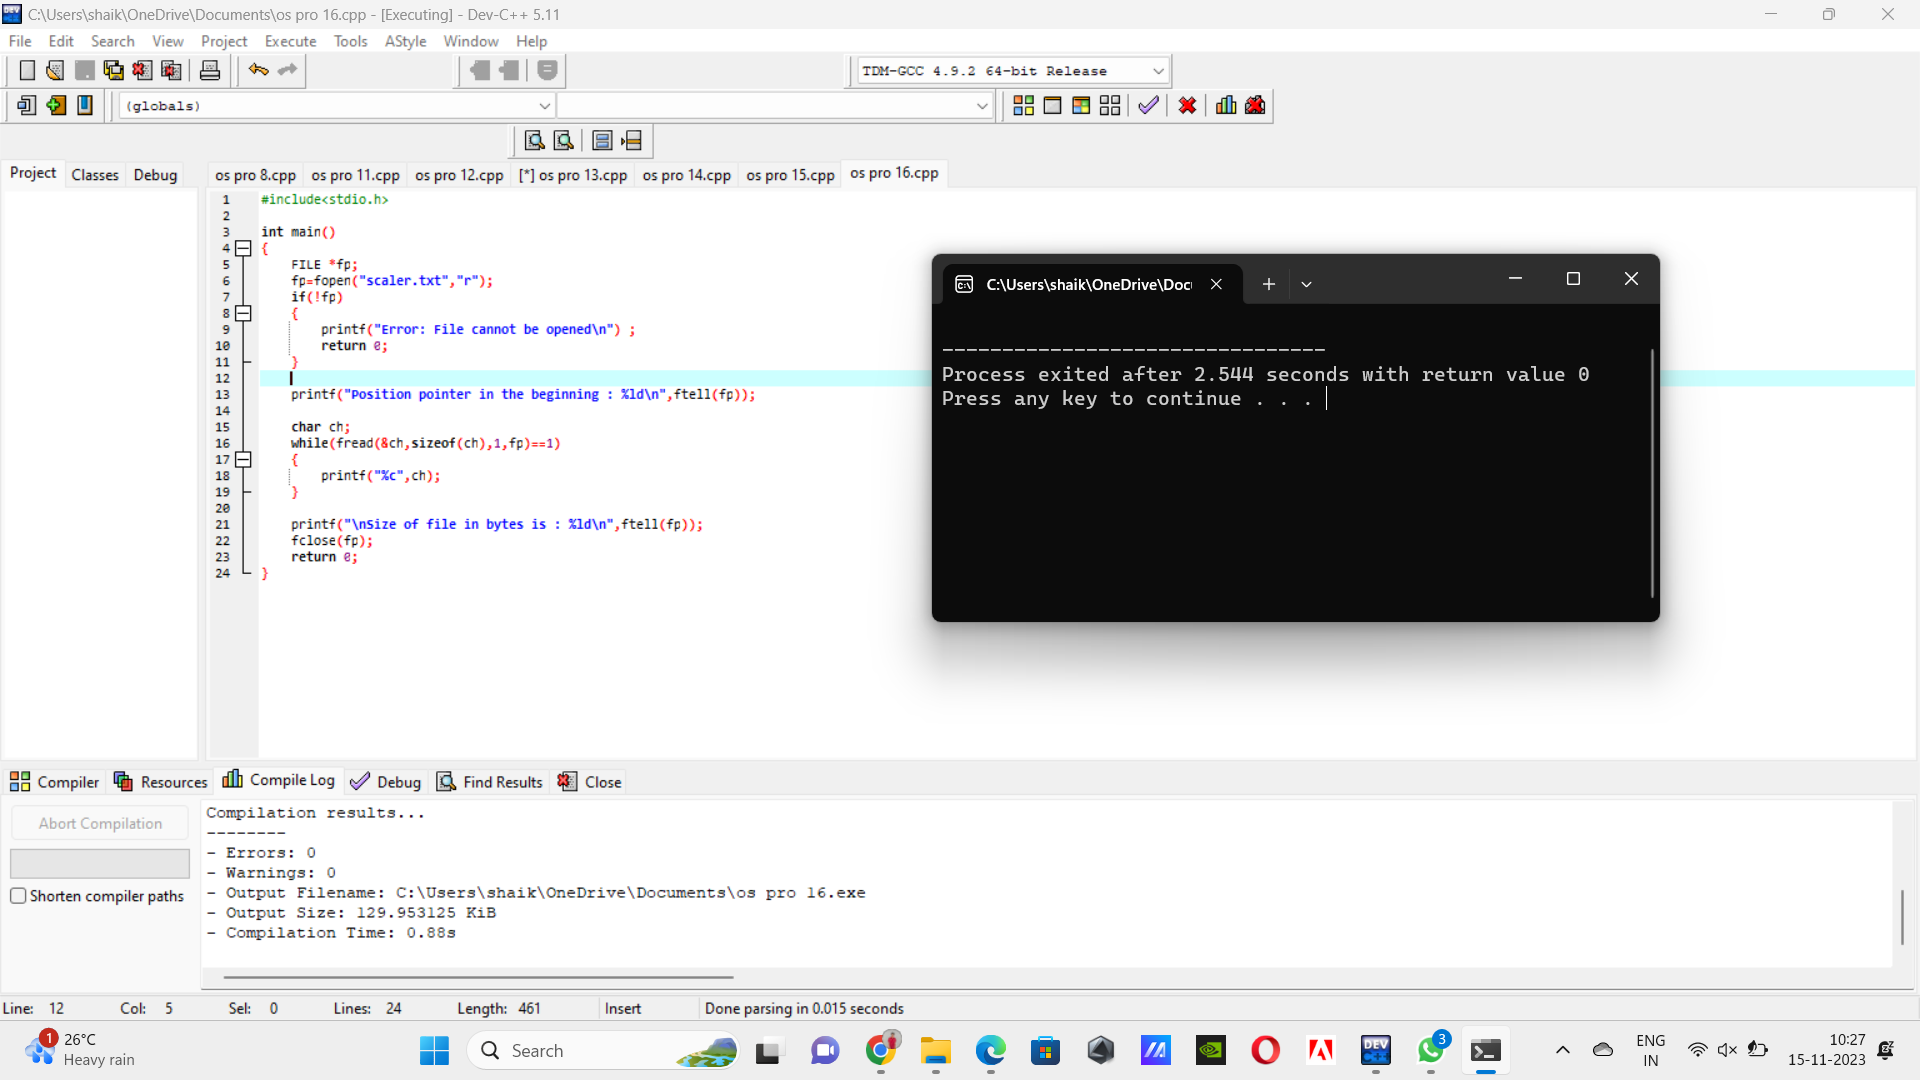 C:\Users\shaik\OneDrive\Documents\os pro 16.cpp - [Executing] - Dev-C++ 5.11
File Edit Search View Project Execute Tools AStyle Window Help
TDM-GCC 4.9.2 64-bit Release
(globals)
Project Classes Debug
os pro 8.cpp os pro 11.cpp os pro 12.cpp [*] os pro 13.cpp os pro 14.cpp os pro 15.cpp os pro 16.cpp
1 #include<stdio.h>
2
3 int main()
4 {
5 FILE *fp;
6 fp=fopen("scaler.txt","r");
7 if(!fp)
8 {
9 printf("Error: File cannot be opened\n") ;
10 return 0;
11 }
12
13 printf("Position pointer in the beginning : %ld\n",ftell(fp));
14
15 char ch;
16 while(fread(&ch,sizeof(ch),1,fp)==1)
17 {
18 printf("%c",ch);
19 }
20
21 printf("\nSize of file in bytes is : %ld\n",ftell(fp));
22 fclose(fp);
23 return 0;
24 }
C:\Users\shaik\OneDrive\Doc
--------------------------------
Process exited after 2.544 seconds with return value 0
Press any key to continue . . .
Compiler Resources Compile Log Debug Find Results Close
Abort Compilation
Shorten compiler paths
Compilation results...
--------
- Errors: 0
- Warnings: 0
- Output Filename: C:\Users\shaik\OneDrive\Documents\os pro 16.exe
- Output Size: 129.953125 KiB
- Compilation Time: 0.88s
Line: 12 Col: 5 Sel: 0 Lines: 24 Length: 461 Insert Done parsing in 0.015 seconds
1
26°C
Heavy rain
Search
DEV
C++
3
ENG
IN
10:27
15-11-2023